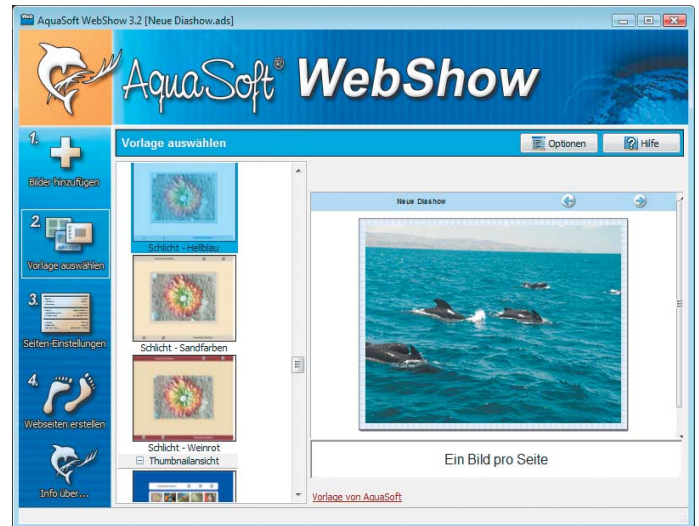 AquaSoft WebShow 3.2 [Neue Diashow.ads]
AquaSoft® WebShow
1.
Bilder hinzufügen
2.
Vorlage auswählen
3.
Seiten-Einstellungen
4.
Webseiten erstellen
Info über...
Vorlage auswählen
Optionen
Hilfe
Schlicht - Hellblau
Schlicht - Sandfarben
Schlicht - Weinrot
Thumbnailansicht
Neue Diashow
Ein Bild pro Seite
Vorlage von AquaSoft